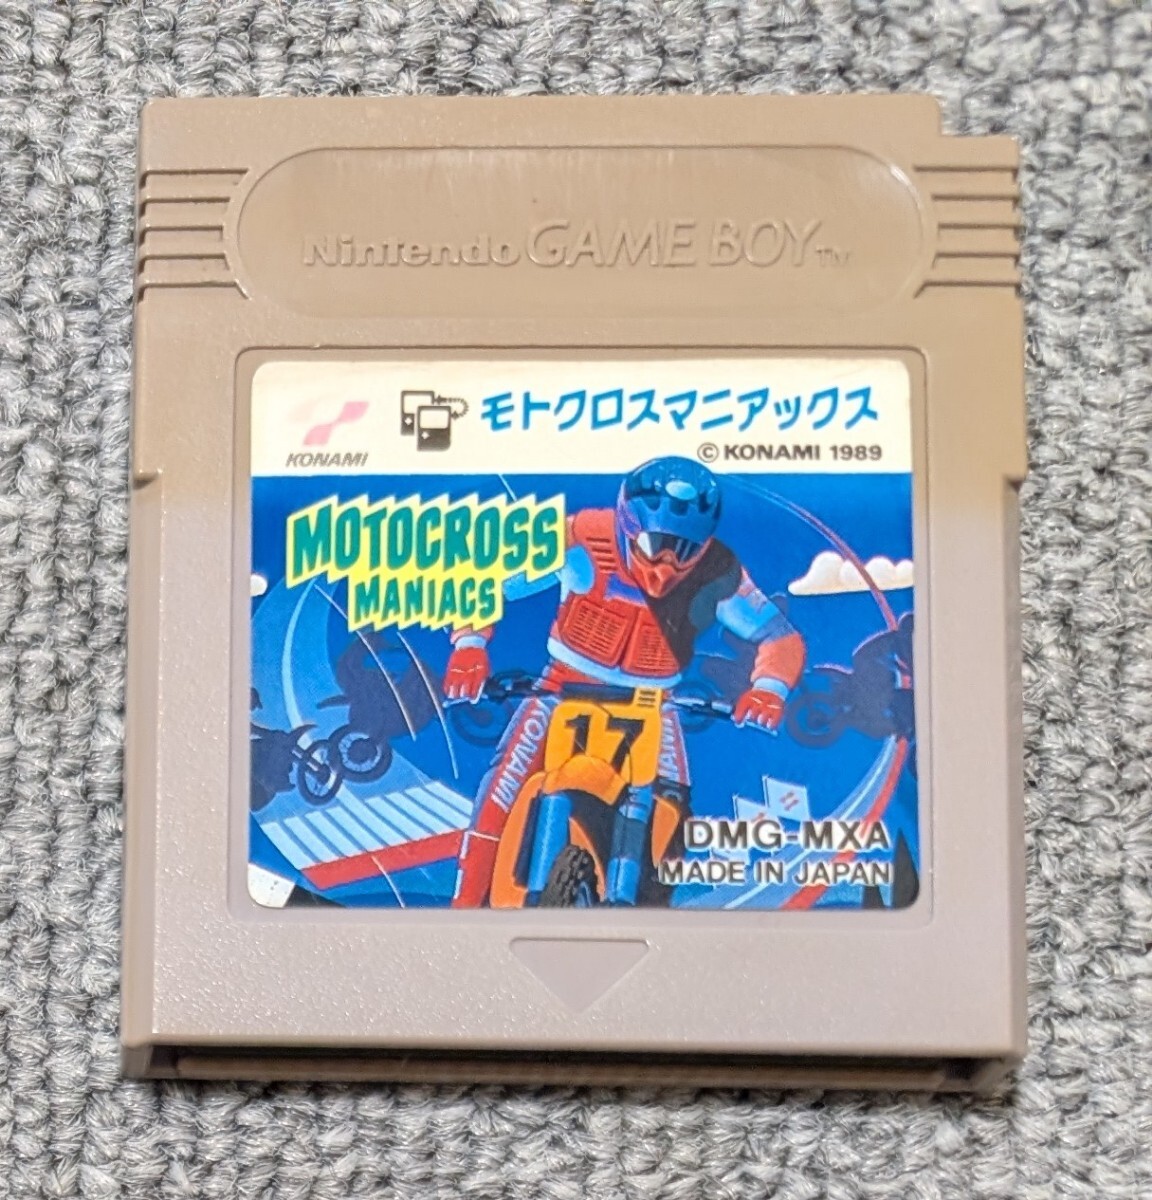 Nintendo GAME BOY TM
KONAMI
モトクロスマニアックス
© KONAMI 1989
MOTOCROSS
MANIACS
17
KONAMI
DMG-MXA
MADE IN JAPAN